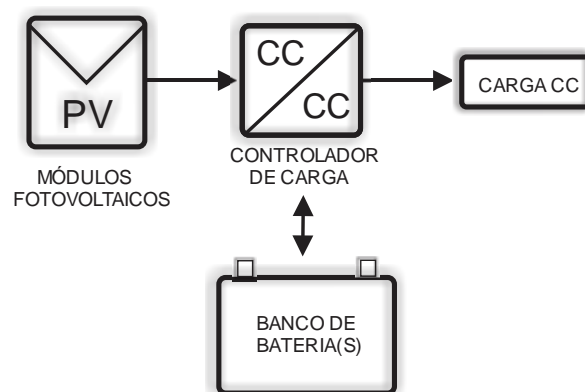 PV
CC
CC
CARGA CC
MÓDULOS
FOTOVOLTAICOS
CONTROLADOR
DE CARGA
BANCO DE
BATERIA(S)